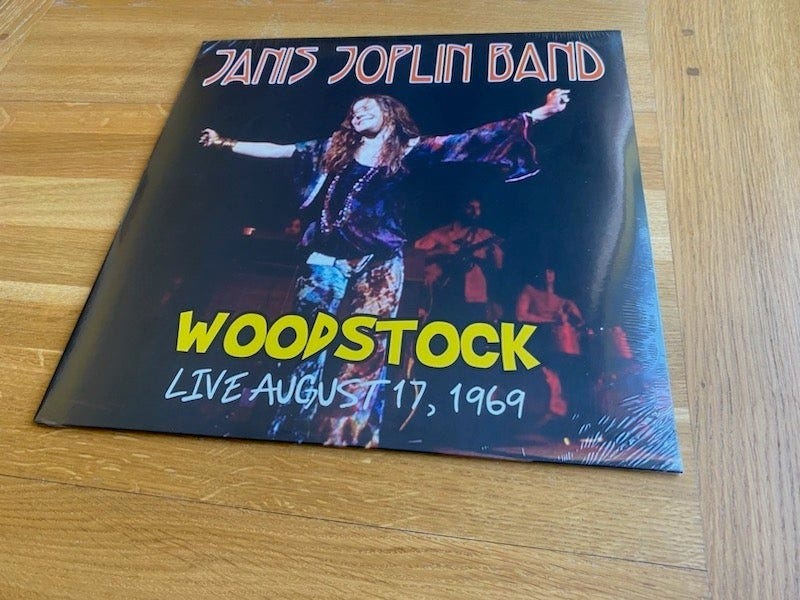 JANIS JOPLIN BAND
WOODSTOCK
LIVE AUGUST 17, 1969